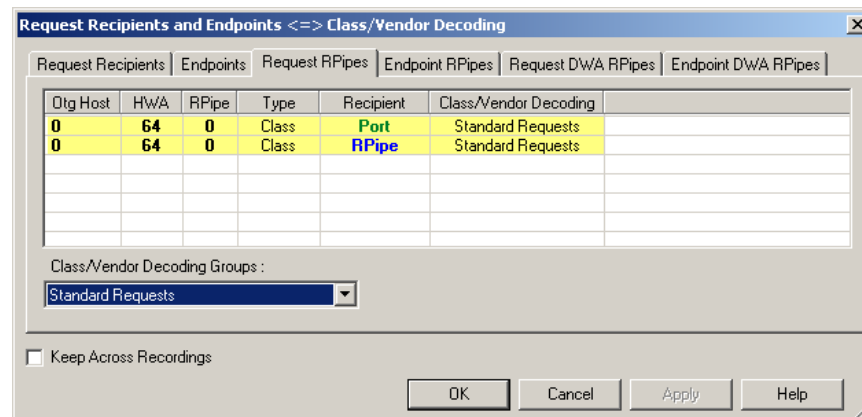 Request Recipients and Endpoints <=> Class/Vendor Decoding
Request Recipients Endpoints Request RPipes Endpoint RPipes Request DWA RPipes Endpoint DWA RPipes
Otg Host HWA RPipe Type Recipient Class/Vendor Decoding
0 64 0 Class Port Standard Requests
0 64 0 Class RPipe Standard Requests
Class/Vendor Decoding Groups :
Standard Requests
Keep Across Recordings
OK Cancel Apply Help